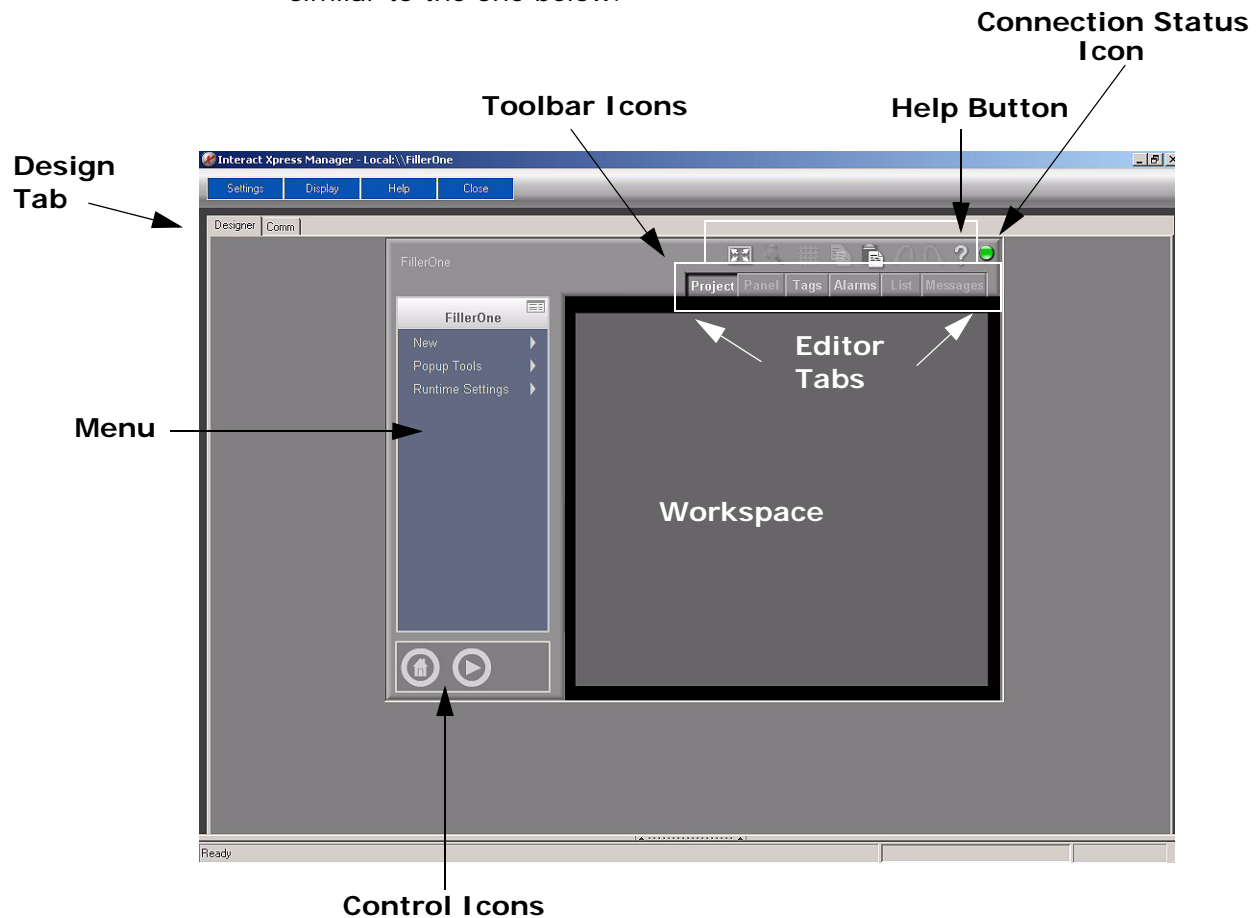 similar to the one below.
Connection Status
Icon
Toolbar Icons
Help Button
Design
Tab
Interact Xpress Manager - Local:\\FillerOne
Settings Display Help Close
Designer Comm
FillerOne
?
Project Panel Tags Alarms List Messages
FillerOne
New
Popup Tools
Runtime Settings
Editor
Tabs
Menu
Workspace
Ready
Control Icons